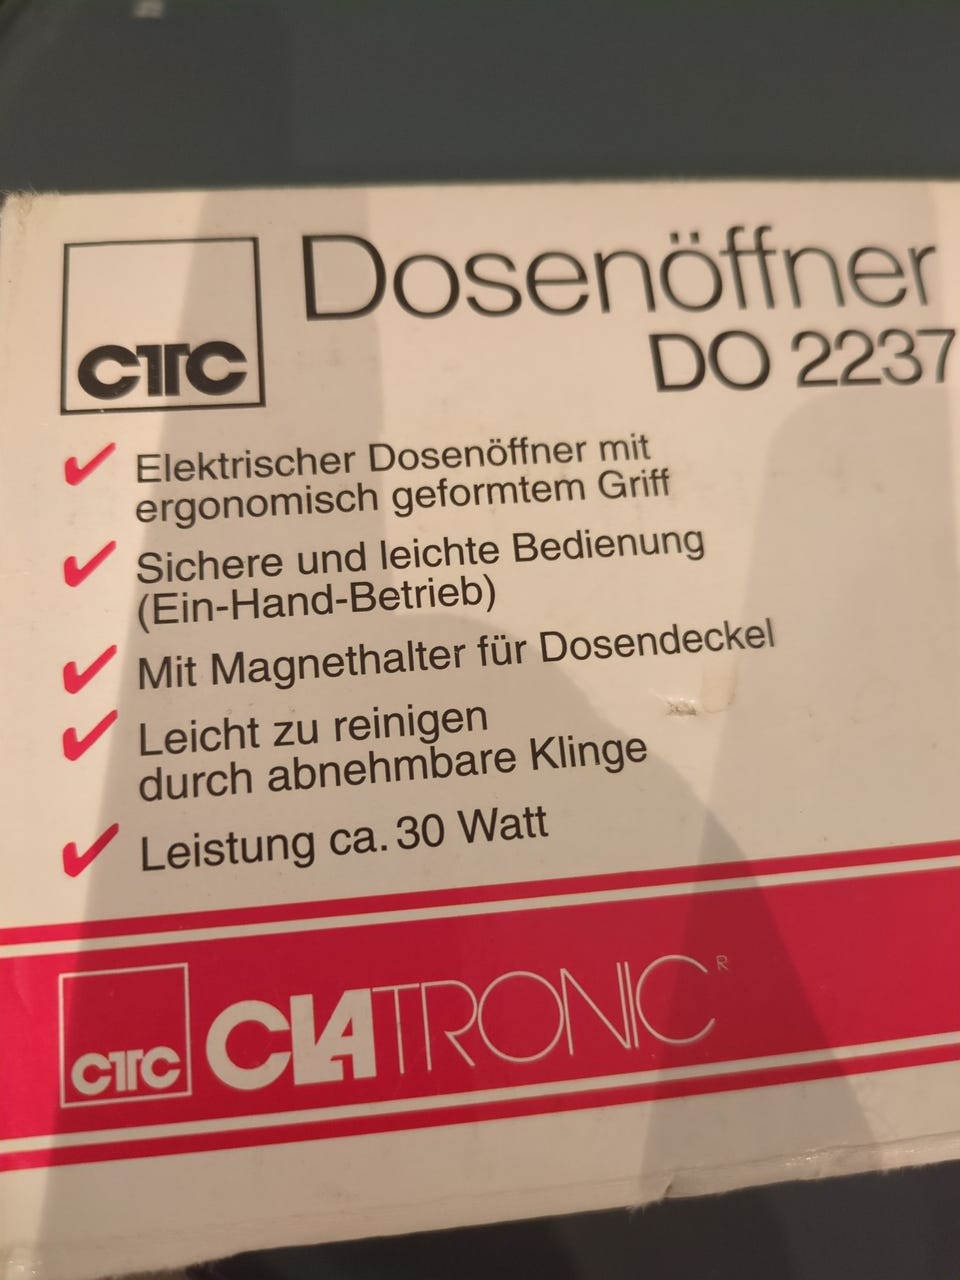 CTC
Dosenöffner
DO 2237
Elektrischer Dosenöffner mit
ergonomisch geformtem Griff
Sichere und leichte Bedienung
(Ein-Hand-Betrieb)
Mit Magnethalter für Dosendeckel
Leicht zu reinigen
durch abnehmbare Klinge
Leistung ca. 30 Watt
CTC
CLATRONIC®